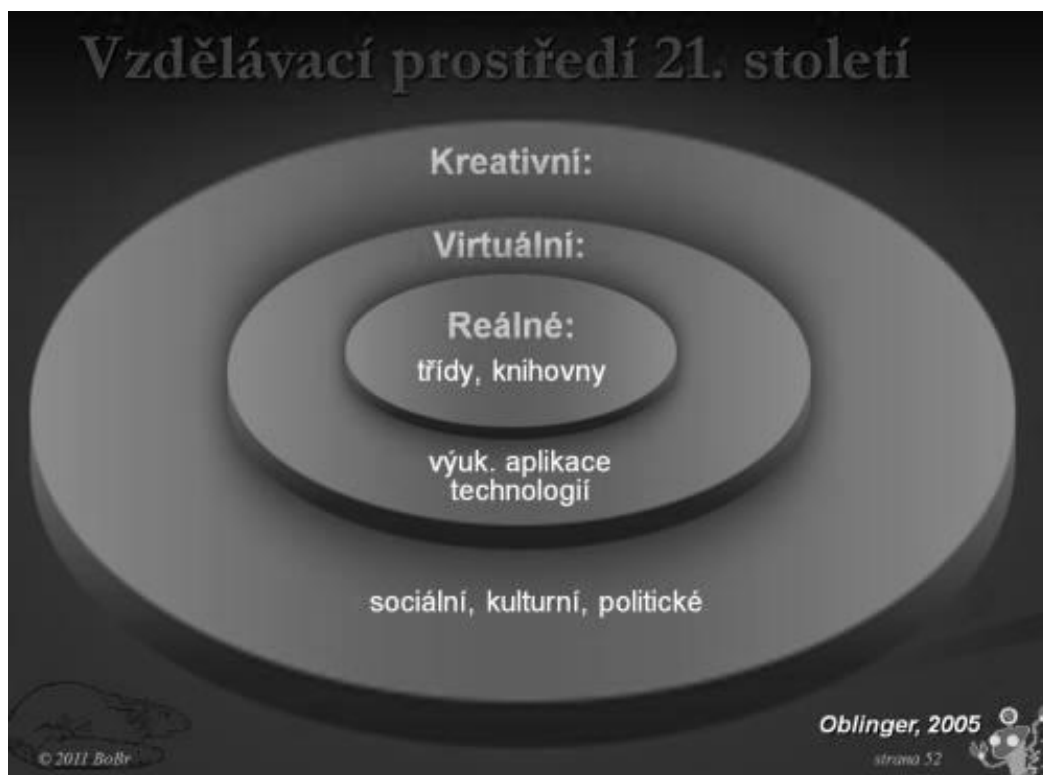 Vzdělávací prostředí 21. století
Kreativní:
Virtuální:
Reálné:
třídy, knihovny
výuk. aplikace
technologií
sociální, kulturní, politické
Oblinger, 2005
© 2011 BoBr
strana 52